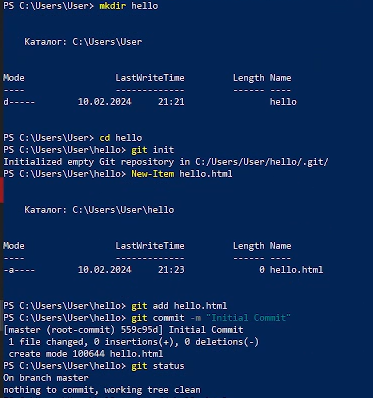 PS C:\Users\User> mkdir hello
Каталог: C:\Users\User
Mode LastWriteTime Length Name
---- ------------- ------ ----
d----- 10.02.2024 21:21 hello
PS C:\Users\User> cd hello
PS C:\Users\User\hello> git init
Initialized empty Git repository in C:/Users/User/hello/.git/
PS C:\Users\User\hello> New-Item hello.html
Каталог: C:\Users\User\hello
Mode LastWriteTime Length Name
---- ------------- ------ ----
-a---- 10.02.2024 21:23 0 hello.html
PS C:\Users\User\hello> git add hello.html
PS C:\Users\User\hello> git commit -m "Initial Commit"
[master (root-commit) 559c95d] Initial Commit
1 file changed, 0 insertions(+), 0 deletions(-)
create mode 100644 hello.html
PS C:\Users\User\hello> git status
On branch master
nothing to commit, working tree clean